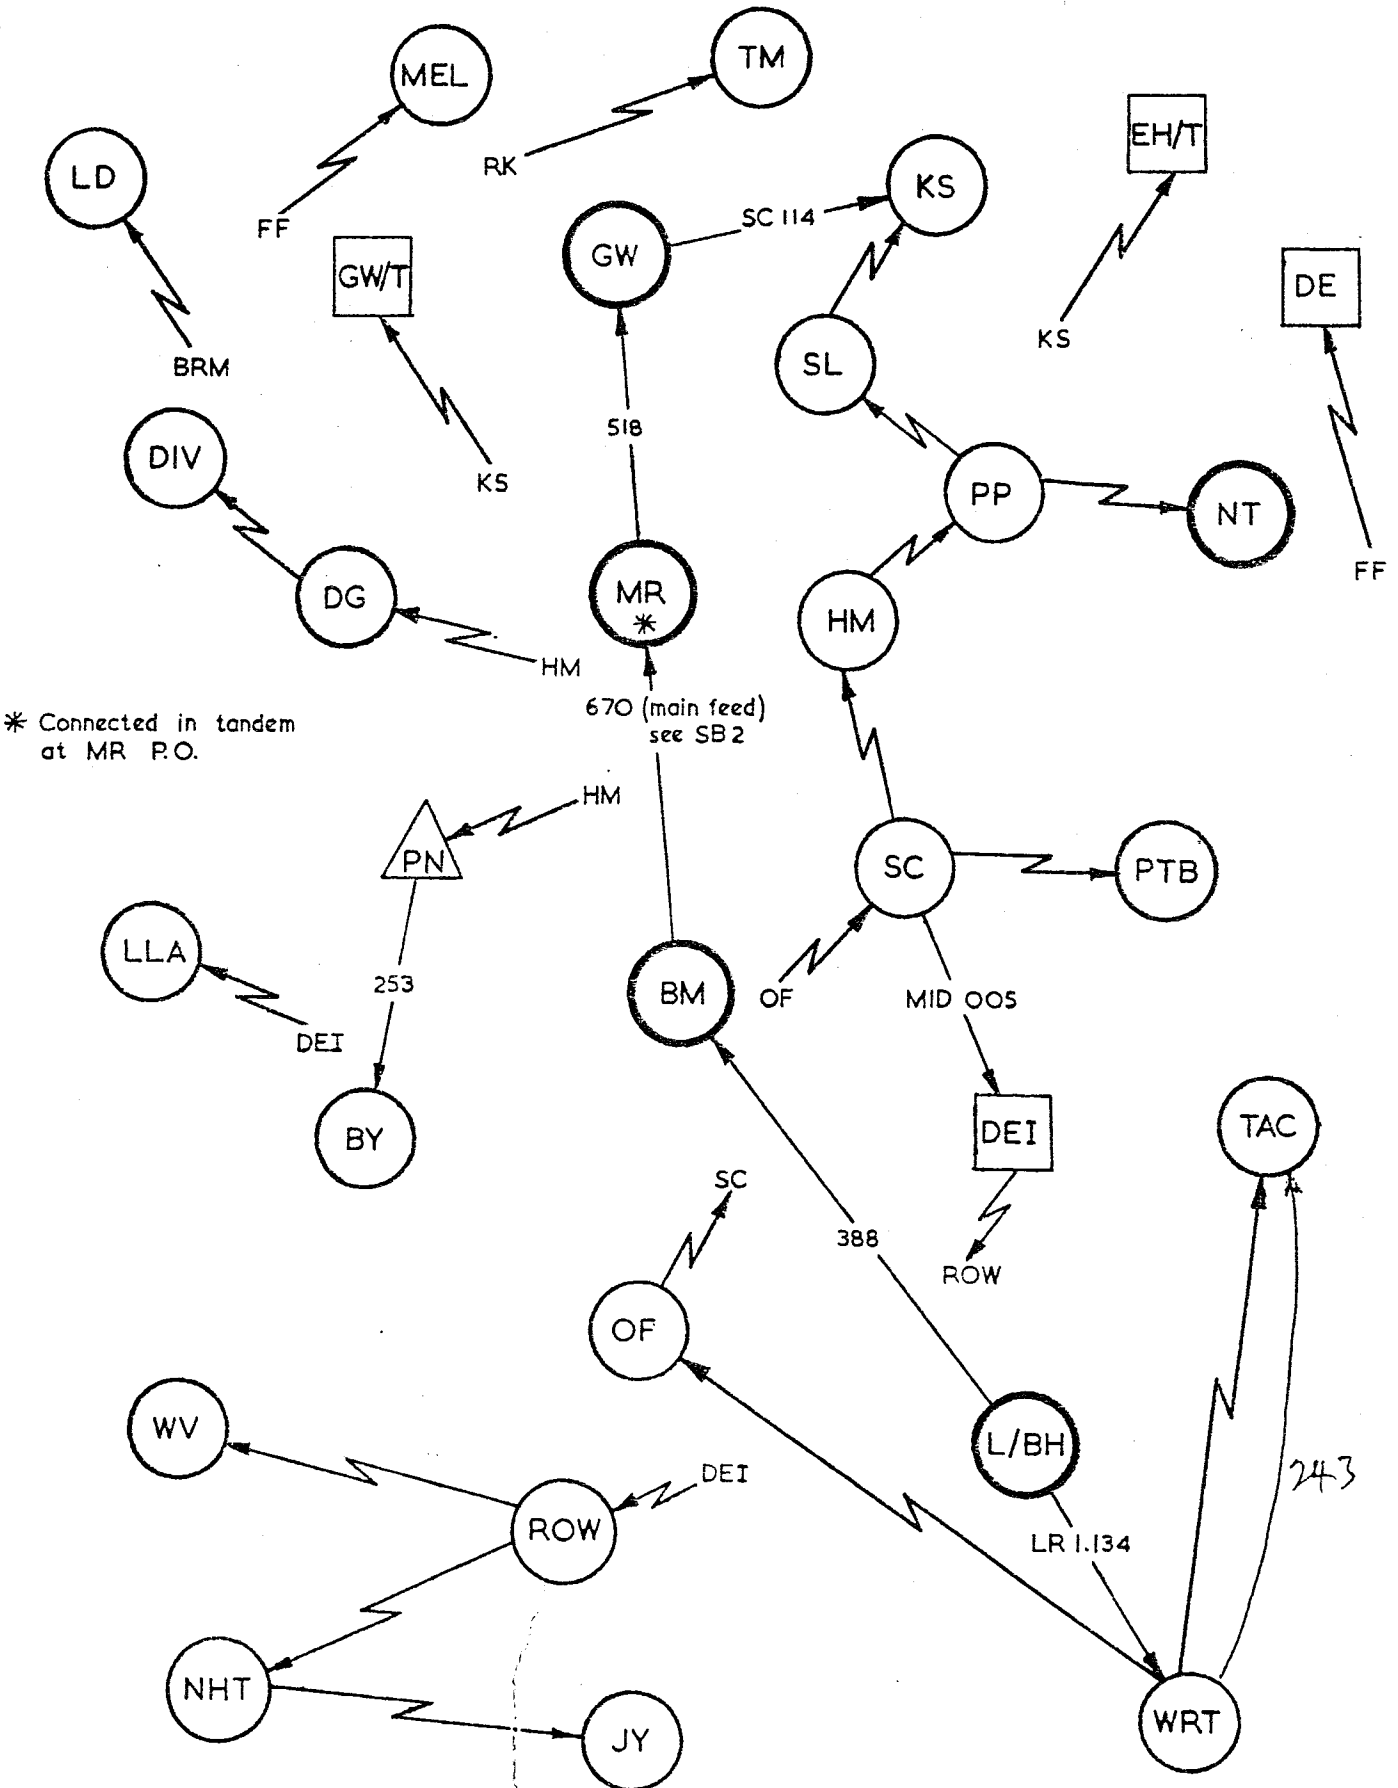 MEL
TM
EH/T
RK
LD
KS
FF
SC 114
GW
GW/T
DE
KS
BRM
SL
518
DIV
KS
PP
NT
FF
DG
MR
*
HM
HM
* Connected in tandem
at MR P.O.
670 (main feed)
see SB2
HM
PN
SC
PTB
LLA
253
BM
OF
MID 005
DEI
BY
DEI
TAC
SC
388
ROW
OF
WV
L/BH
DEI
243
ROW
LR 1.134
NHT
JY
WRT